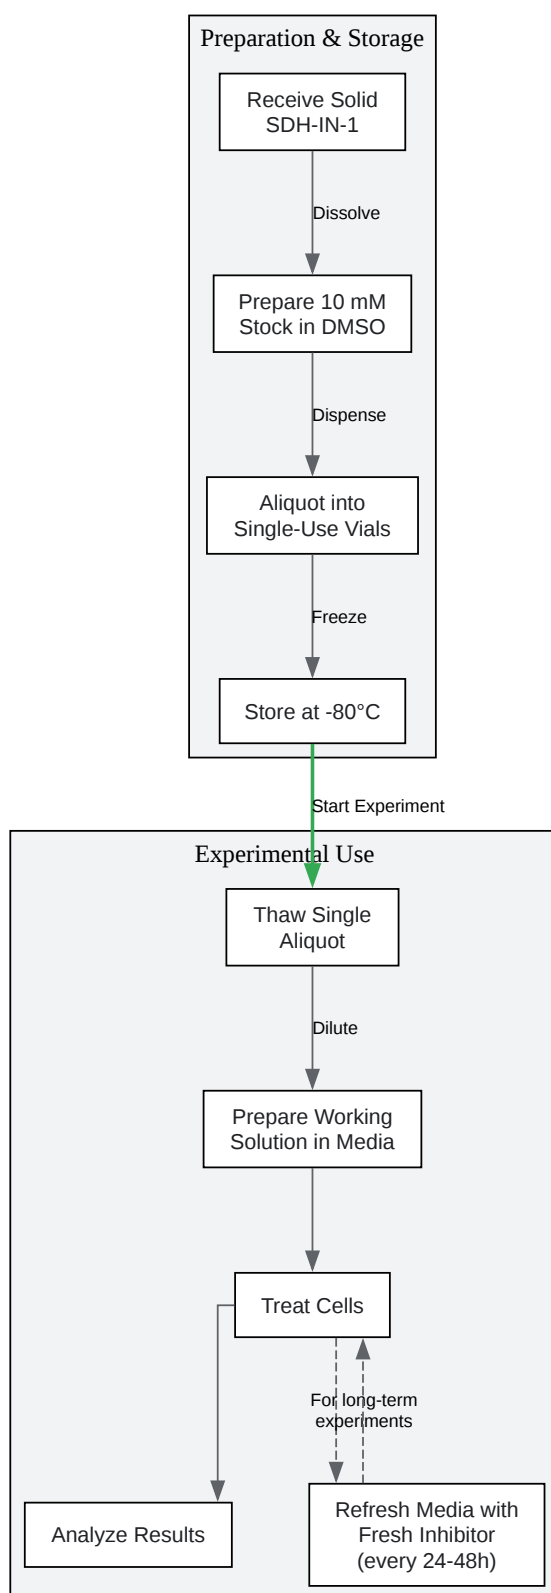 Preparation & Storage
Receive Solid
SDH-IN-1
Dissolve
Prepare 10 mM
Stock in DMSO
Dispense
Aliquot into
Single-Use Vials
Freeze
Store at -80°C
Start Experiment
Experimental Use
Thaw Single
Aliquot
Dilute
Prepare Working
Solution in Media
Treat Cells
For long-term
experiments
Analyze Results
Refresh Media with
Fresh Inhibitor
(every 24-48h)